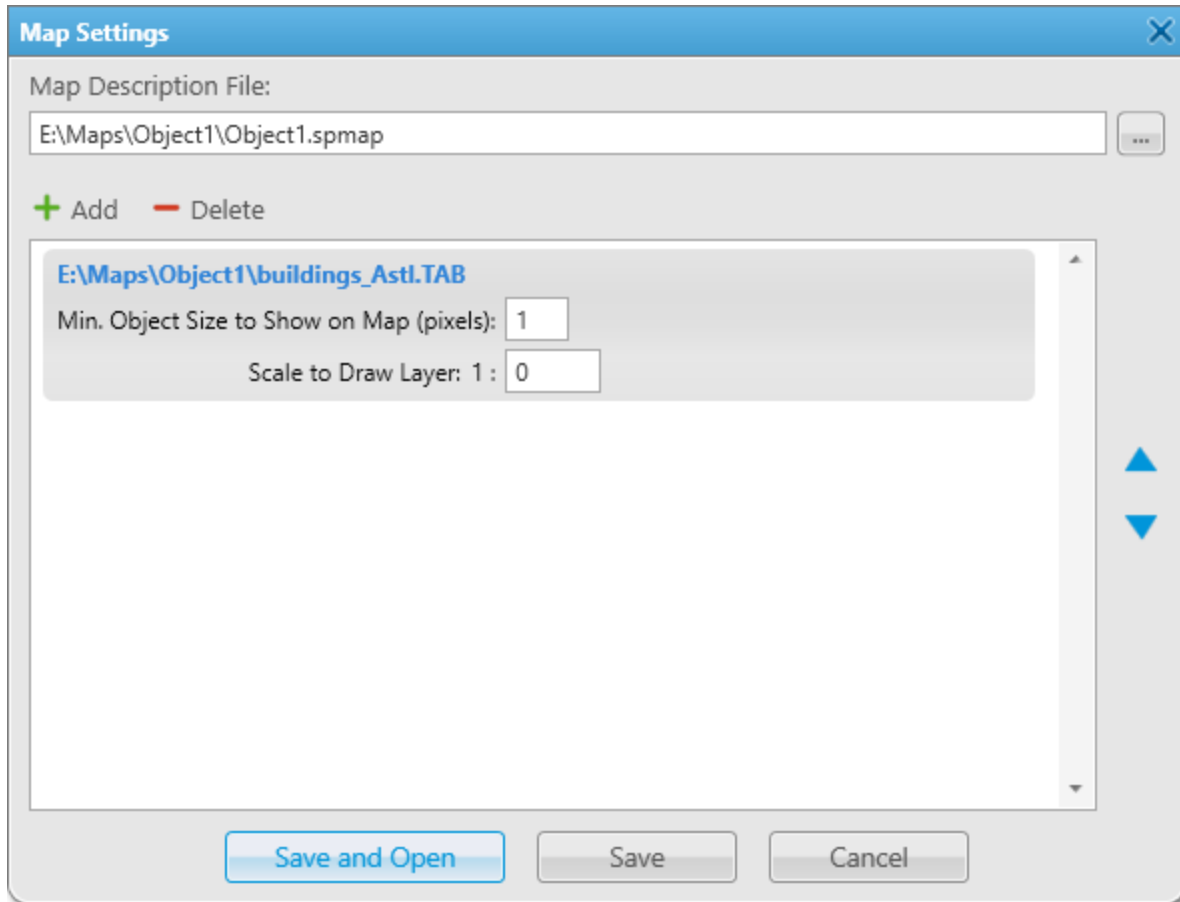 Map Settings
Map Description File:
E:\Maps\Object1\Object1.spmap
...
Add Delete
E:\Maps\Object1\buildings_Astl.TAB
Min. Object Size to Show on Map (pixels): 1
Scale to Draw Layer: 1 : 0
Save and Open Save Cancel